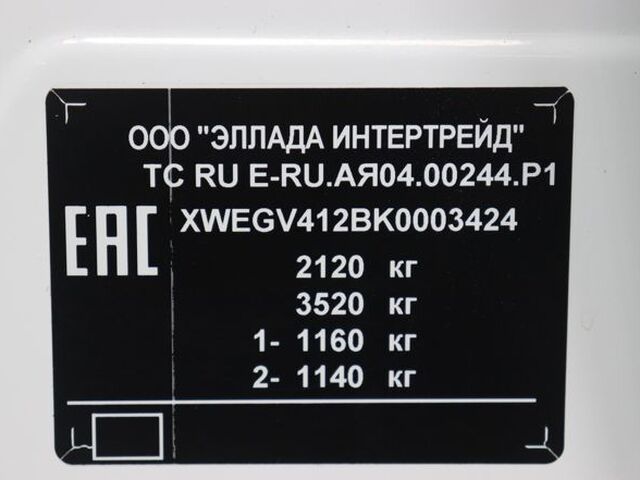 ООО "ЭЛЛАДА ИНТЕРТРЕЙД"
ТС RU E-RU.АЯ04.00244.Р1
EAC XWEGV412BK0003424
2120 кг
3520 кг
1- 1160 кг
2- 1140 кг